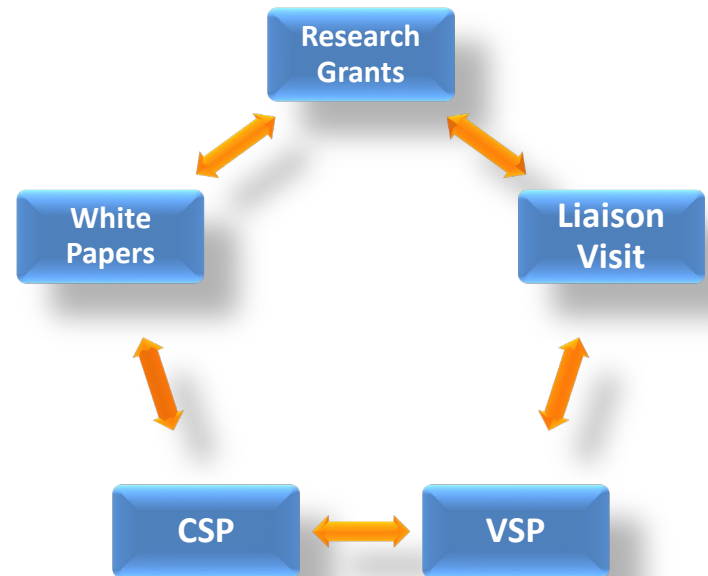 Research
Grants
White
Papers
Liaison
Visit
CSP
VSP